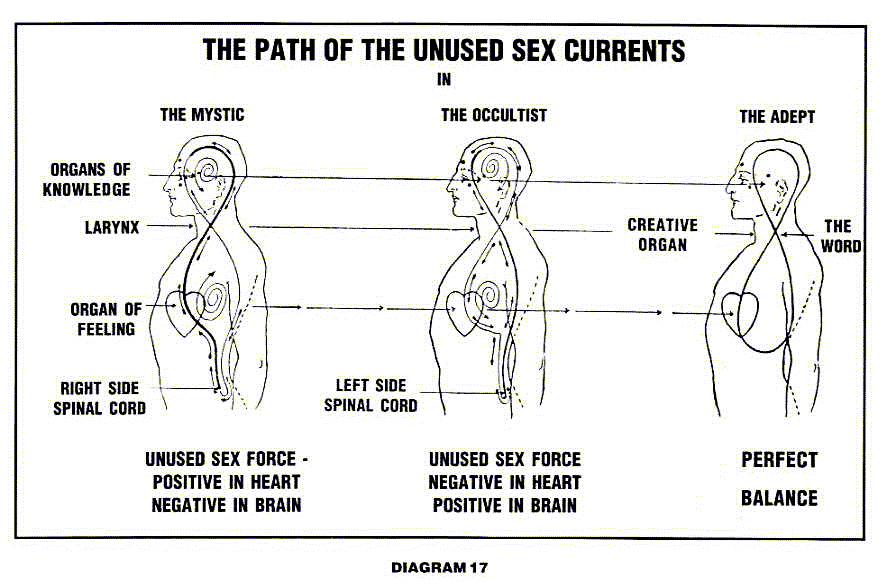 THE PATH OF THE UNUSED SEX CURRENTS
IN
THE MYSTIC
THE OCCULTIST
THE ADEPT
ORGANS OF
KNOWLEDGE
LARYNX
CREATIVE
ORGAN
THE
WORD
ORGAN OF
FEELING
RIGHT SIDE
SPINAL CORD
LEFT SIDE
SPINAL CORD
UNUSED SEX FORCE -
POSITIVE IN HEART
NEGATIVE IN BRAIN
UNUSED SEX FORCE
NEGATIVE IN HEART
POSITIVE IN BRAIN
PERFECT
BALANCE
DIAGRAM 17